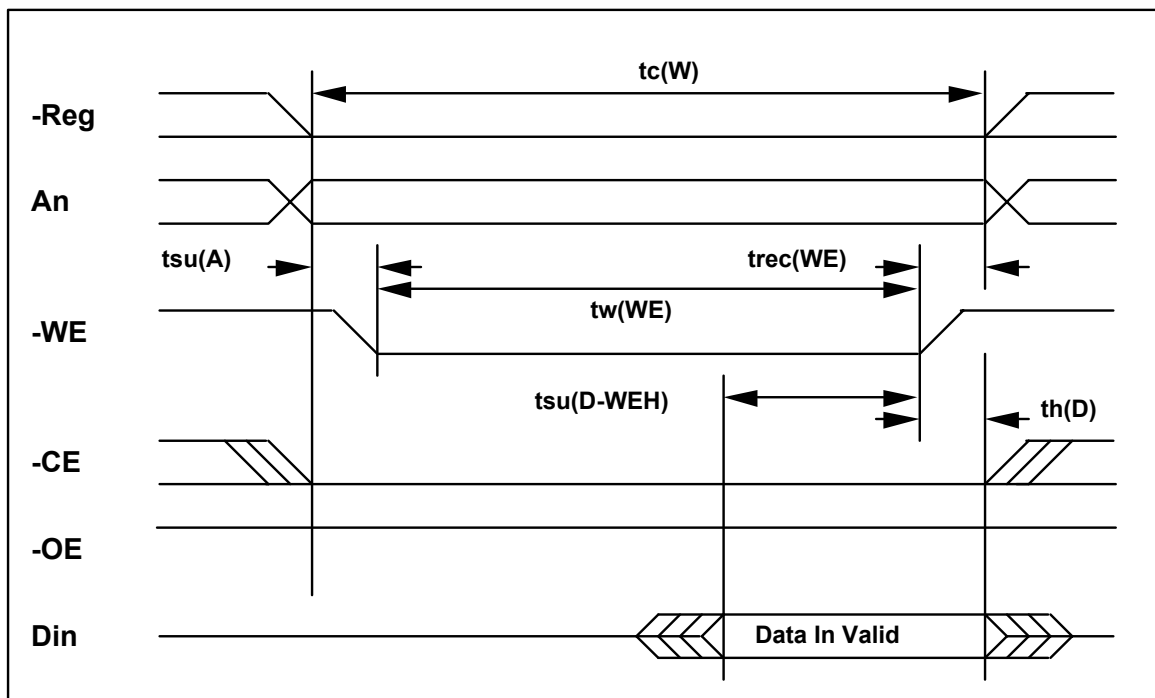 tc(W)
-Reg
An
tsu(A)
trec(WE)
tw(WE)
-WE
tsu(D-WEH)
th(D)
-CE
-OE
Din
Data In Valid